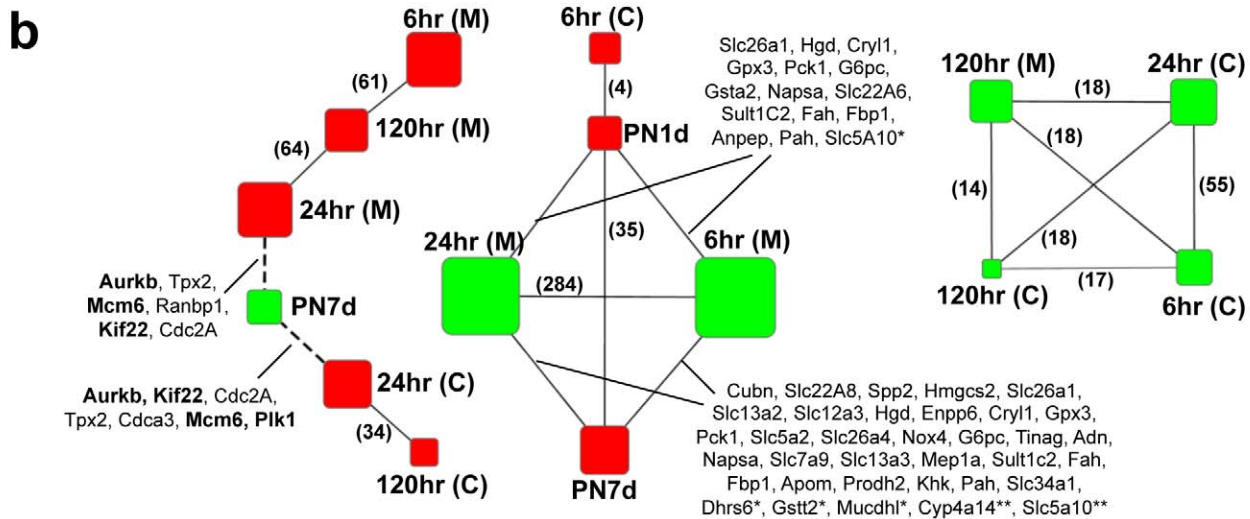 b
6hr (M)
(61)
120hr (M)
(64)
24hr (M)
Aurkb, Tpx2,
Mcm6, Ranbp1,
Kif22, Cdc2A
PN7d
Aurkb, Kif22, Cdc2A,
Tpx2, Cdca3, Mcm6, Plk1
24hr (C)
(34)
120hr (C)
6hr (C)
(4)
PN1d
Slc26a1, Hgd, Cryl1,
Gpx3, Pck1, G6pc,
Gsta2, Napsa, Slc22A6,
Sult1C2, Fah, Fbp1,
Anpep, Pah, Slc5A10*
(35)
24hr (M)
6hr (M)
(284)
PN7d
Cubn, Slc22A8, Spp2, Hmgcs2, Slc26a1,
Slc13a2, Slc12a3, Hgd, Enpp6, Cryl1, Gpx3,
Pck1, Slc5a2, Slc26a4, Nox4, G6pc, Tinag, Adn,
Napsa, Slc7a9, Slc13a3, Mep1a, Sult1c2, Fah,
Fbp1, Apom, Prodh2, Khk, Pah, Slc34a1,
Dhrs6*, Gstt2*, Mucdhl*, Cyp4a14**, Slc5a10**
120hr (M)
24hr (C)
(18)
(18)
(14)
(55)
(18)
(17)
120hr (C)
6hr (C)